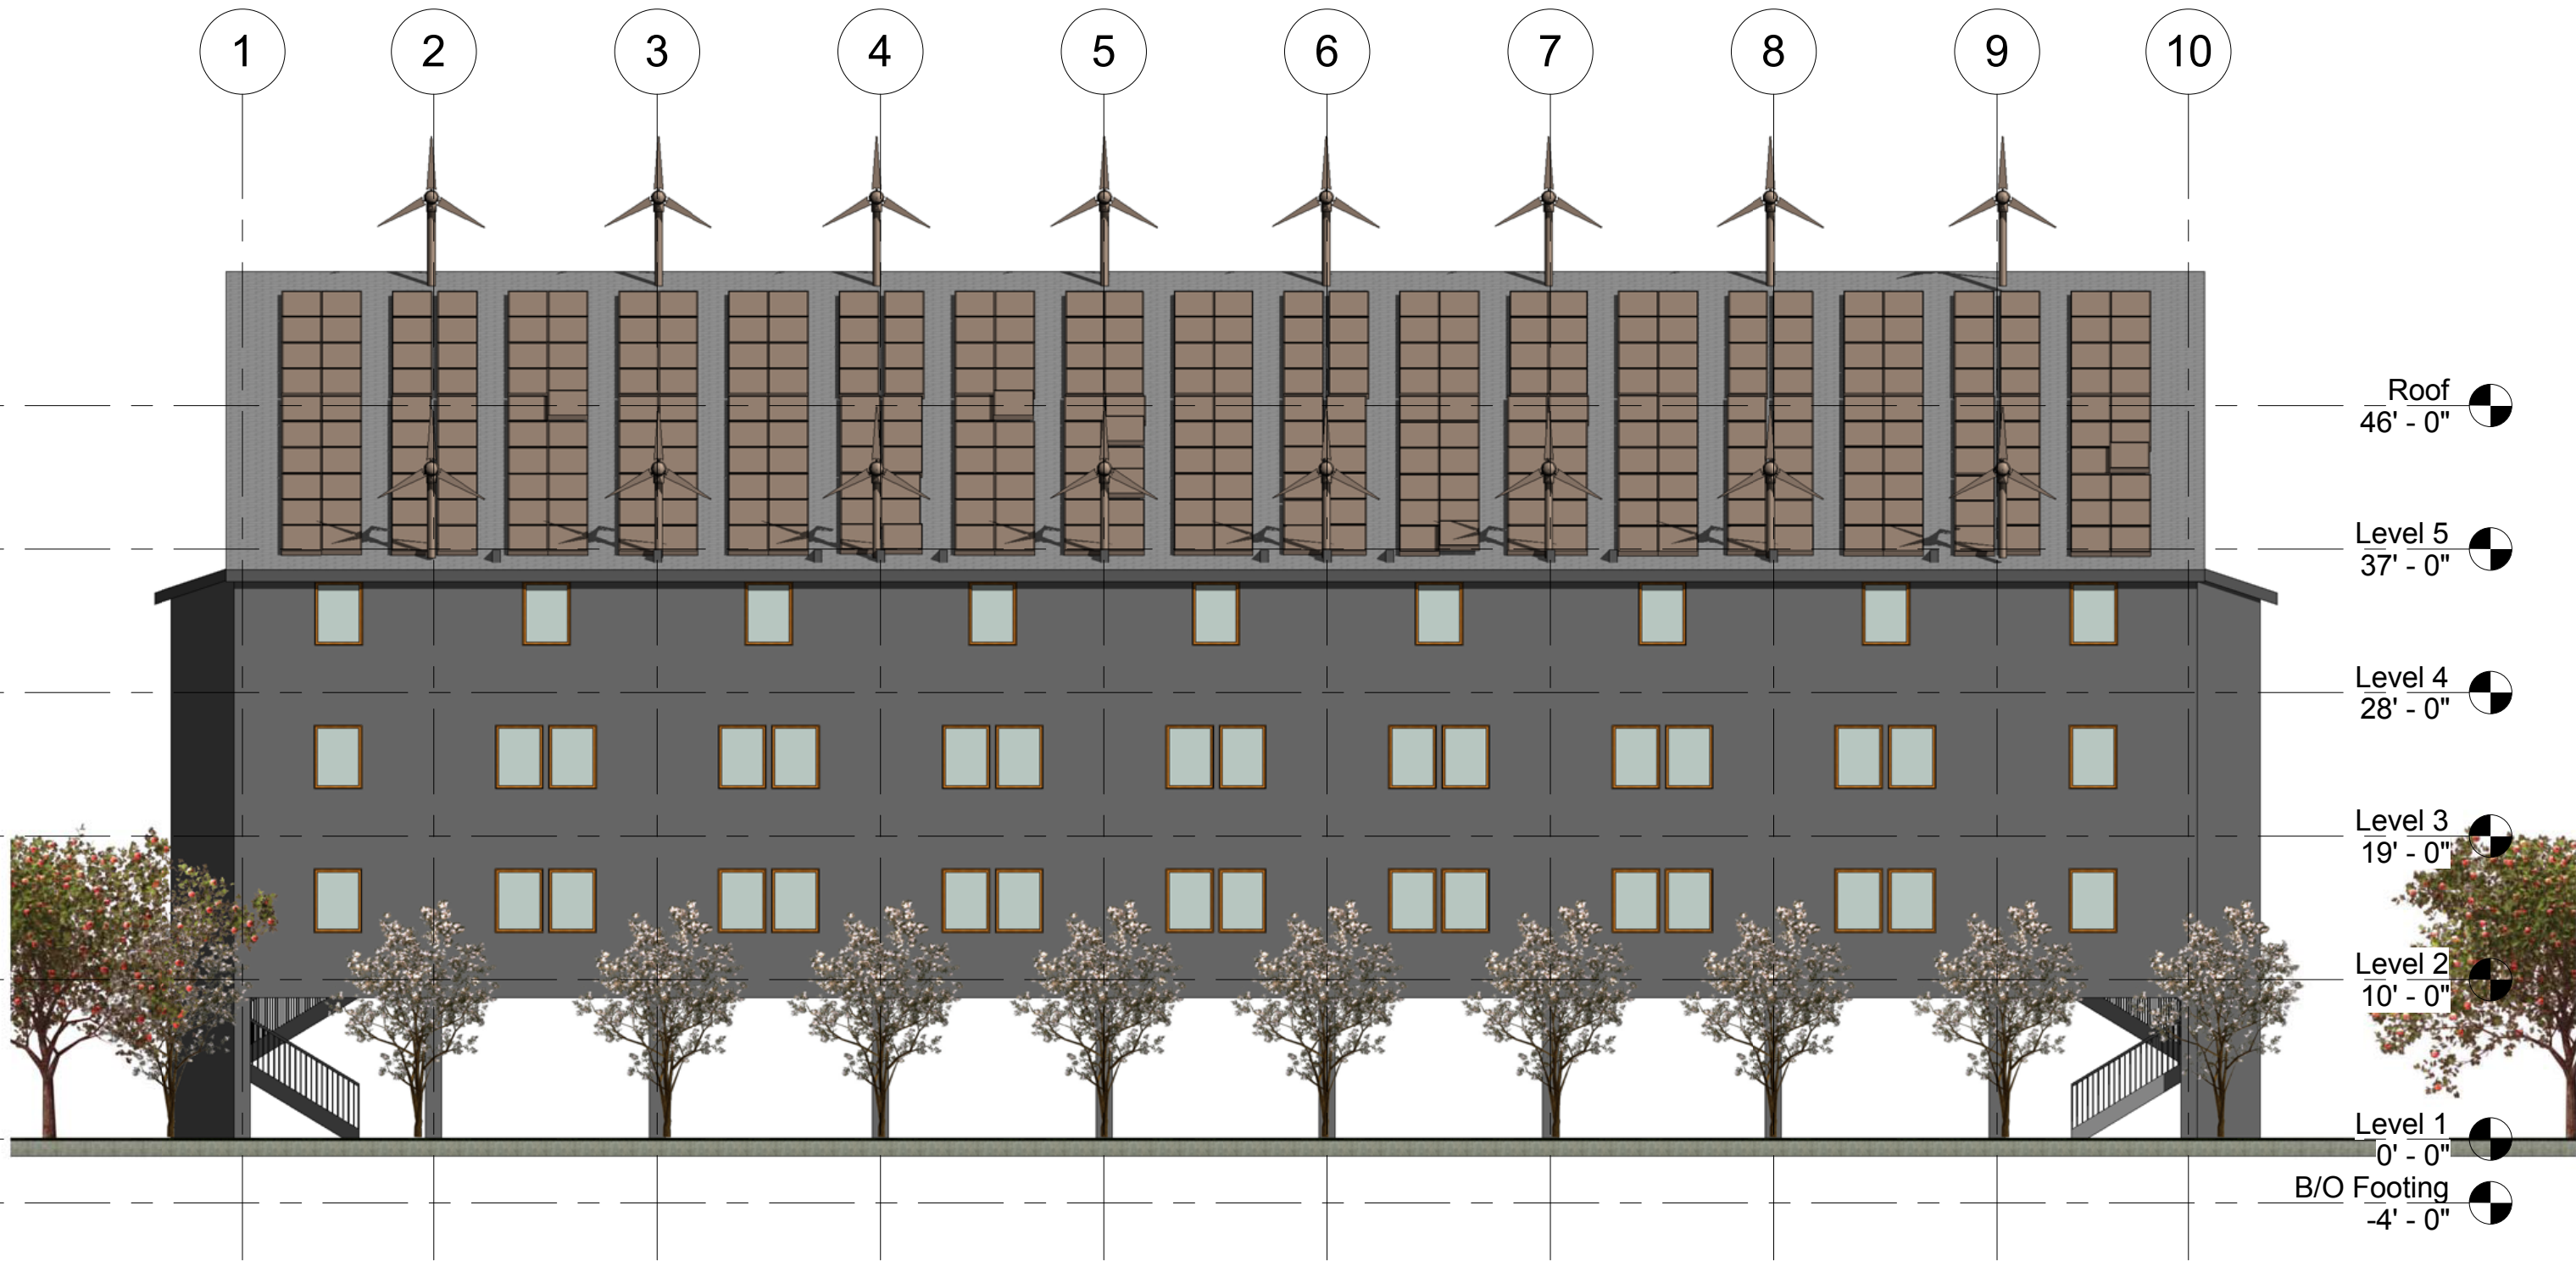 1 2 3 4 5 6 7 8 9 10
Roof
46' - 0"
Level 5
37' - 0"
Level 4
28' - 0"
Level 3
19' - 0"
Level 2
10' - 0"
Level 1
0' - 0"
B/O Footing
-4' - 0"